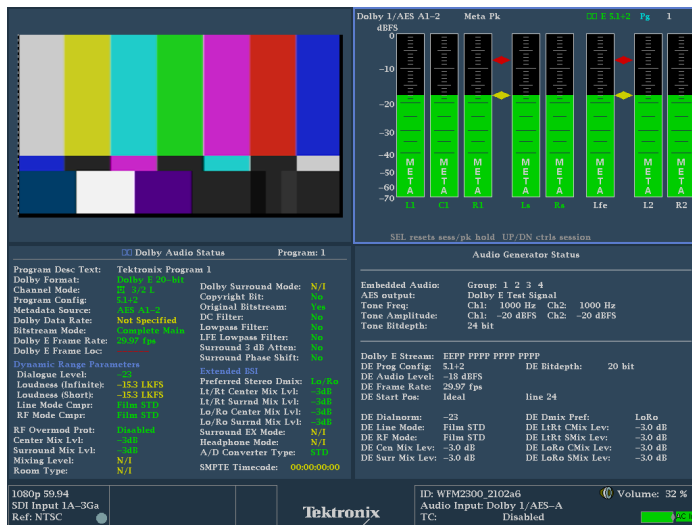 Dolby 1/AES A1-2 Meta Pk E 5.1+2 Pg 1
dBFS
0
-10
-20
-30
-40
-50
-60
-70
META META META META META META META META
L1 C1 R1 Ls Rs Lfe L2 R2
SEL resets sess/pk hold UP/DN ctrls session
Dolby Audio Status Program: 1
Program Desc Text: Tektronix Program 1
Dolby Format: Dolby E 20-bit
Channel Mode: 3/2 L
Program Config: 5.1+2
Metadata Source: AES A1-2
Dolby Data Rate: Not Specified
Bitstream Mode: Complete Main
Dolby E Frame Rate: 29.97 fps
Dolby E Frame Loc:
Dynamic Range Parameters
Dialogue Level: -23
Loudness (Infinite): -15.3 LKFS
Loudness (Short): -15.3 LKFS
Line Mode Cmpr: Film STD
RF Mode Cmpr: Film STD
RF Overmod Prot: Disabled
Center Mix Lvl: -3dB
Surround Mix Lvl: -3dB
Mixing Level: N/I
Room Type: N/I
Dolby Surround Mode: N/I
Copyright Bit: No
Original Bitstream: Yes
DC Filter: No
Lowpass Filter: No
LFE Lowpass Filter: No
Surround 3 dB Atten: No
Surround Phase Shift: No
Extended BSI
Preferred Stereo Dmix: Lo/Ro
Lt/Rt Center Mix Lvl: -3dB
Lt/Rt Surrnd Mix Lvl: -3dB
Lo/Ro Center Mix Lvl: -3dB
Lo/Ro Surrnd Mix Lvl: -3dB
Surround EX Mode: N/I
Headphone Mode: N/I
A/D Converter Type: STD
SMPTE Timecode: 00:00:00:00
Audio Generator Status
Embedded Audio: Group: 1 2 3 4
AES output: Dolby E Test Signal
Tone Freq: Ch1: 1000 Hz Ch2: 1000 Hz
Tone Amplitude: Ch1: -20 dBFS Ch2: -20 dBFS
Tone Bitdepth: 24 bit
Dolby E Stream: EEPP PPPP PPPP PPPP
DE Prog Config: 5.1+2 DE Bitdepth: 20 bit
DE Audio Level: -18 dBFS
DE Frame Rate: 29.97 fps
DE Start Pos: Ideal line 24
DE Dialnorm: -23 DE Dmix Pref: LoRo
DE Line Mode: Film STD DE LtRt CMix Lev: -3.0 dB
DE RF Mode: Film STD DE LtRt SMix Lev: -3.0 dB
DE Cen Mix Lev: -3.0 dB DE LoRo CMix Lev: -3.0 dB
DE Surr Mix Lev: -3.0 dB DE LoRo SMix Lev: -3.0 dB
1080p 59.94
SDI Input 1A-3Ga
Ref: NTSC
Tektronix
ID: WFM2300_2102a6 Volume: 32 %
Audio Input: Dolby 1/AES-A
TC: Disabled